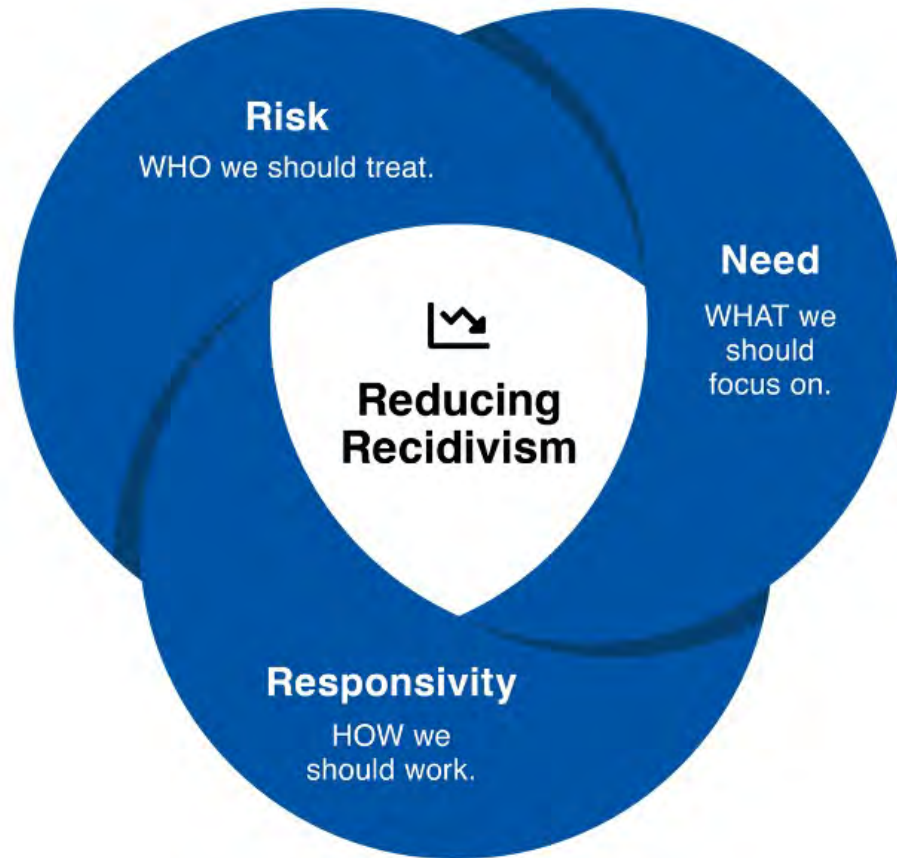 Risk
WHO we should treat.
Need
WHAT we
should
focus on.
Reducing
Recidivism
Responsivity
HOW we
should work.